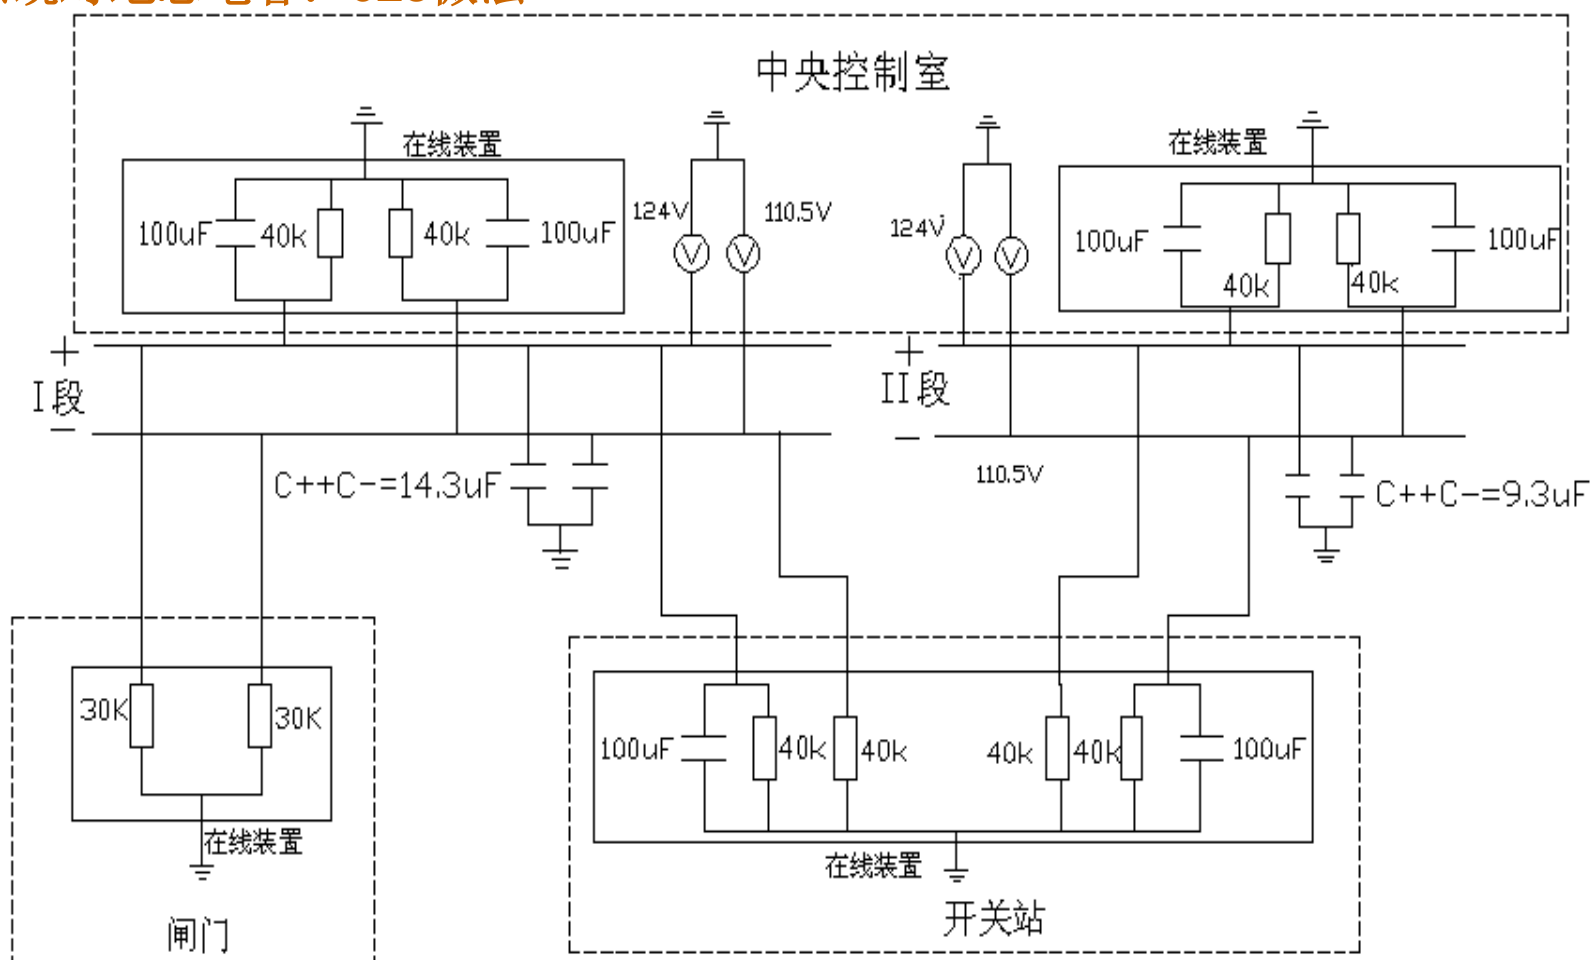 中央控制室
在线装置
在线装置
100uF
40k
40k
100uF
124V
110.5V
124V
100uF
40k
40k
100uF
V
V
V
V
+
I段
−
+
II段
−
C++C-=14.3uF
110.5V
C++C-=9.3uF
30K
30K
在线装置
闸门
100uF
40k
40k
40k
40k
100uF
在线装置
开关站